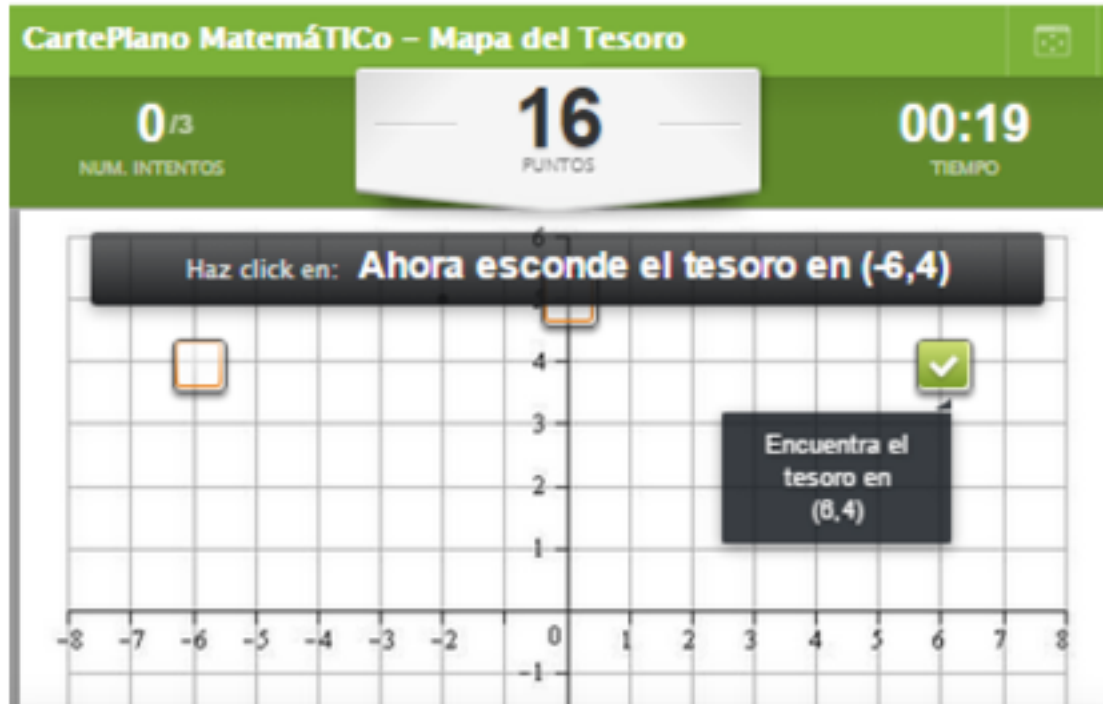 CartePlano MatemáTICo – Mapa del Tesoro
0/3
NUM. INTENTOS
16
PUNTOS
00:19
TIEMPO
Haz click en: Ahora esconde el tesoro en (-6,4)
6
4
3
2
1
-1
Encuentra el
tesoro en
(6,4)
-8 -7 -6 -5 -4 -3 -2 0 1 2 3 4 5 6 7 8